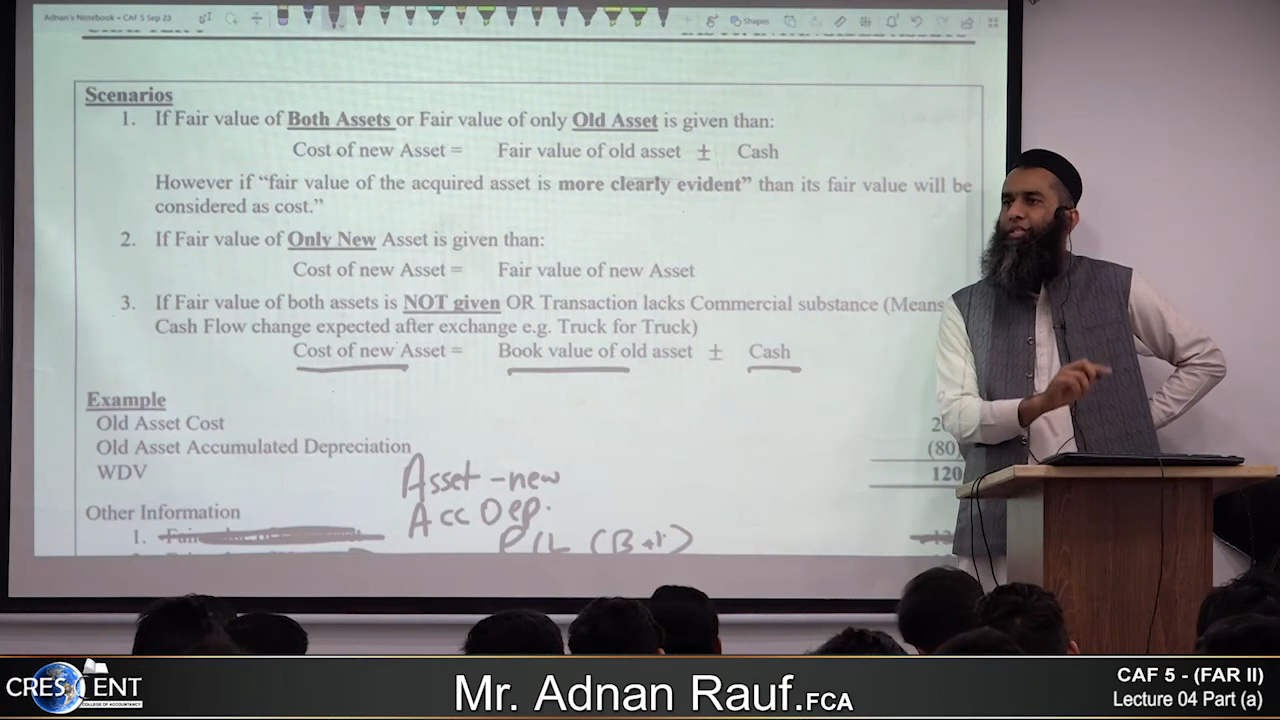 Adnan's Notebook - CAF 5 Sep 23
Shapes
Scenarios
1. If Fair value of Both Assets or Fair value of only Old Asset is given than:
Cost of new Asset = Fair value of old asset ± Cash
However if “fair value of the acquired asset is more clearly evident” than its fair value will be
considered as cost.”
2. If Fair value of Only New Asset is given than:
Cost of new Asset = Fair value of new Asset
3. If Fair value of both assets is NOT given OR Transaction lacks Commercial substance (Means
Cash Flow change expected after exchange e.g. Truck for Truck)
Cost of new Asset = Book value of old asset ± Cash
Example
Old Asset Cost
Old Asset Accumulated Depreciation (80)
WDV 120
Asset - new
Acc Dep.
Other Information
1.
P/L (Bal)
CRESCENT
COLLEGE OF ACCOUNTANCY
Mr. Adnan Rauf.FCA
CAF 5 - (FAR II)
Lecture 04 Part (a)